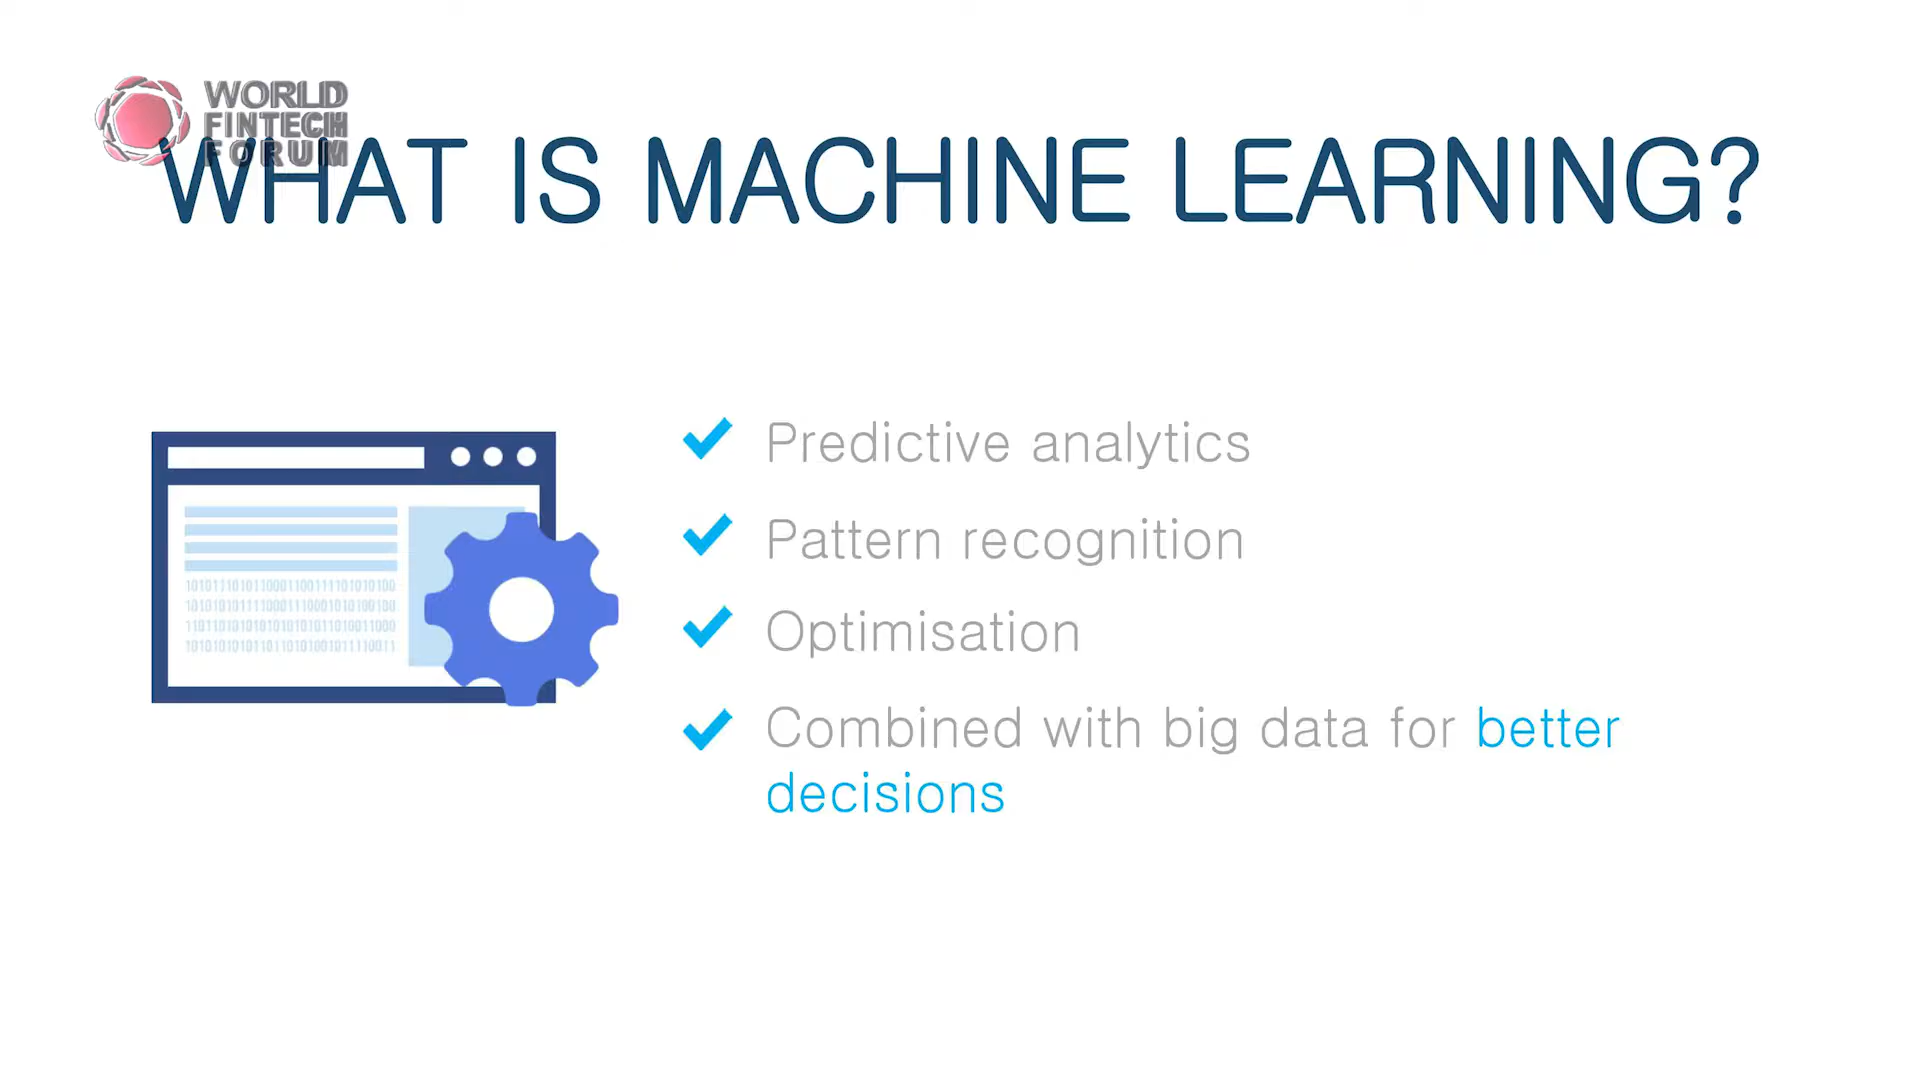 WORLD
FINTECH
FORUM
WHAT IS MACHINE LEARNING?
Predictive analytics
Pattern recognition
Optimisation
Combined with big data for better
decisions